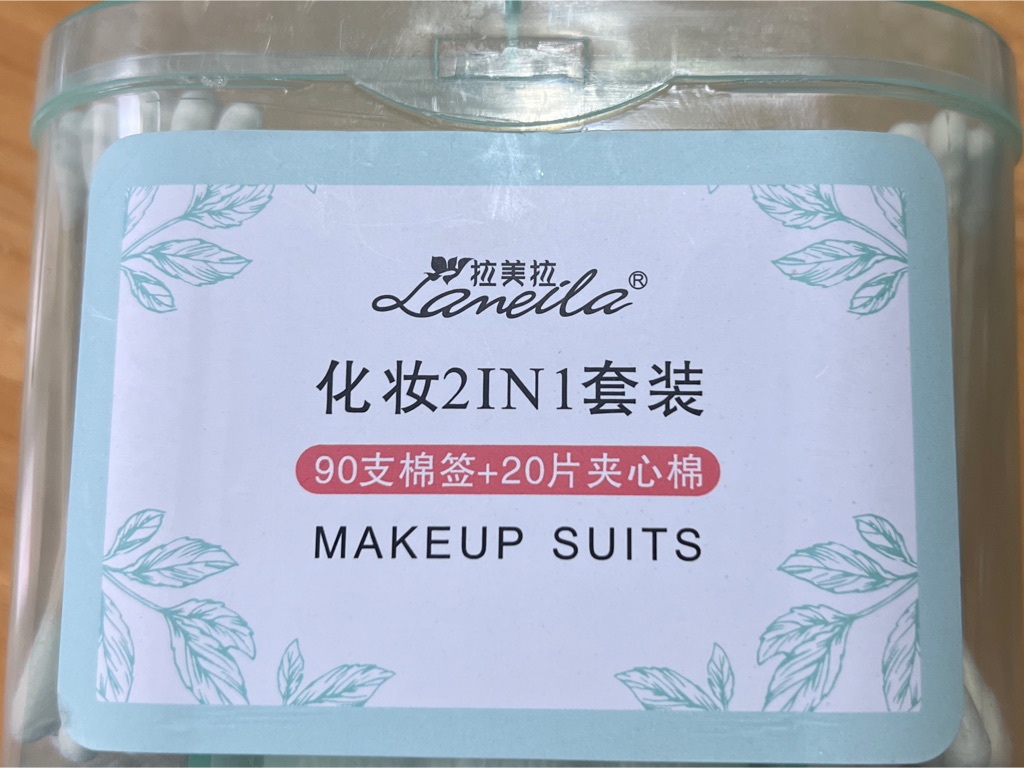 拉美拉
Laneila®
化妆2IN1套装
90支棉签+20片夹心棉
MAKEUP SUITS